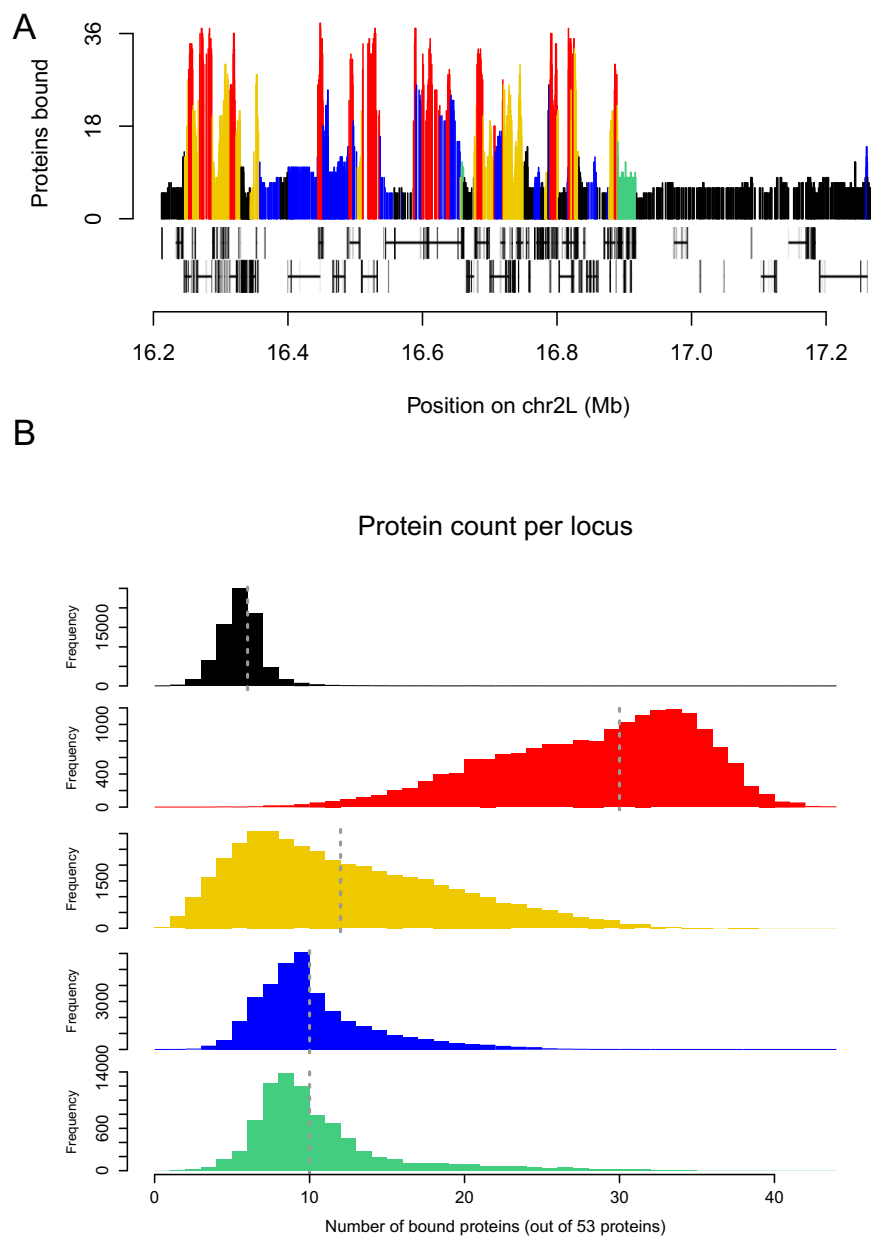 A
Proteins bound
36
18
0
16.2 16.4 16.6 16.8 17.0 17.2
Position on chr2L (Mb)
B
Protein count per locus
Frequency
0 15000
Frequency
0 400 1000
Frequency
0 1500
Frequency
0 3000
Frequency
0 600 14000
0 10 20 30 40
Number of bound proteins (out of 53 proteins)